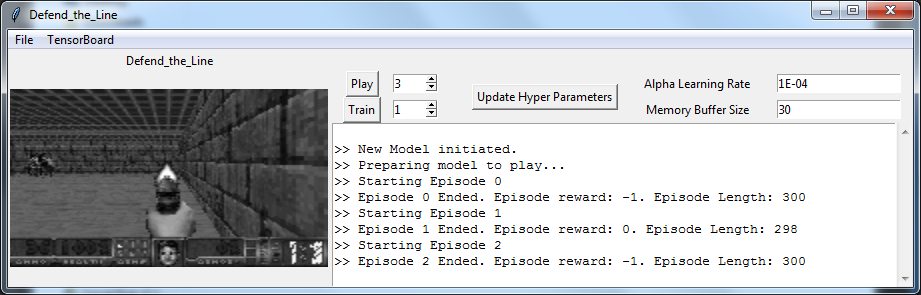 Defend_the_Line
File TensorBoard
Defend_the_Line
Play 3
Train 1
Update Hyper Parameters
Alpha Learning Rate 1E-04
Memory Buffer Size 30
>> New Model initiated.
>> Preparing model to play...
>> Starting Episode 0
>> Episode 0 Ended. Episode reward: -1. Episode Length: 300
>> Starting Episode 1
>> Episode 1 Ended. Episode reward: 0. Episode Length: 298
>> Starting Episode 2
>> Episode 2 Ended. Episode reward: -1. Episode Length: 300